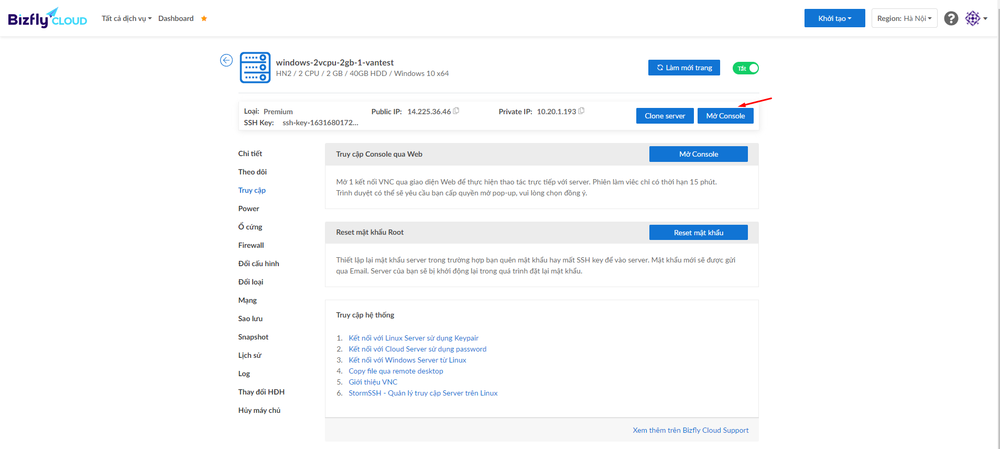 Bizfly CLOUD
Tất cả dịch vụ
Dashboard
Khởi tạo
Region: Hà Nội
?
windows-2vcpu-2gb-1-vantest
HN2 / 2 CPU / 2 GB / 40GB HDD / Windows 10 x64
Làm mới trang
Tắt
Loại: Premium
Public IP: 14.225.36.46
Private IP: 10.20.1.193
SSH Key: ssh-key-1631680172...
Clone server
Mở Console
Chi tiết
Theo dõi
Truy cập
Power
Ổ cứng
Firewall
Đổi cấu hình
Đổi loại
Mạng
Sao lưu
Snapshot
Lịch sử
Log
Thay đổi HĐH
Hủy máy chủ
Truy cập Console qua Web
Mở Console
Mở 1 kết nối VNC qua giao diện Web để thực hiện thao tác trực tiếp với server. Phiên làm viêc chỉ có thời hạn 15 phút.
Trình duyệt có thể sẽ yêu cầu bạn cấp quyền mở pop-up, vui lòng chọn đồng ý.
Reset mật khẩu Root
Reset mật khẩu
Thiết lập lại mật khẩu server trong trường hợp bạn quên mật khẩu hay mất SSH key để vào server. Mật khẩu mới sẽ được gửi
qua Email. Server của bạn sẽ bị khởi động lại trong quá trình đặt lại mật khẩu.
Truy cập hệ thống
1. Kết nối với Linux Server sử dụng Keypair
2. Kết nối với Cloud Server sử dụng password
3. Kết nối với Windows Server từ Linux
4. Copy file qua remote desktop
5. Giới thiệu VNC
6. StormSSH - Quản lý truy cập Server trên Linux
Xem thêm trên Bizfly Cloud Support